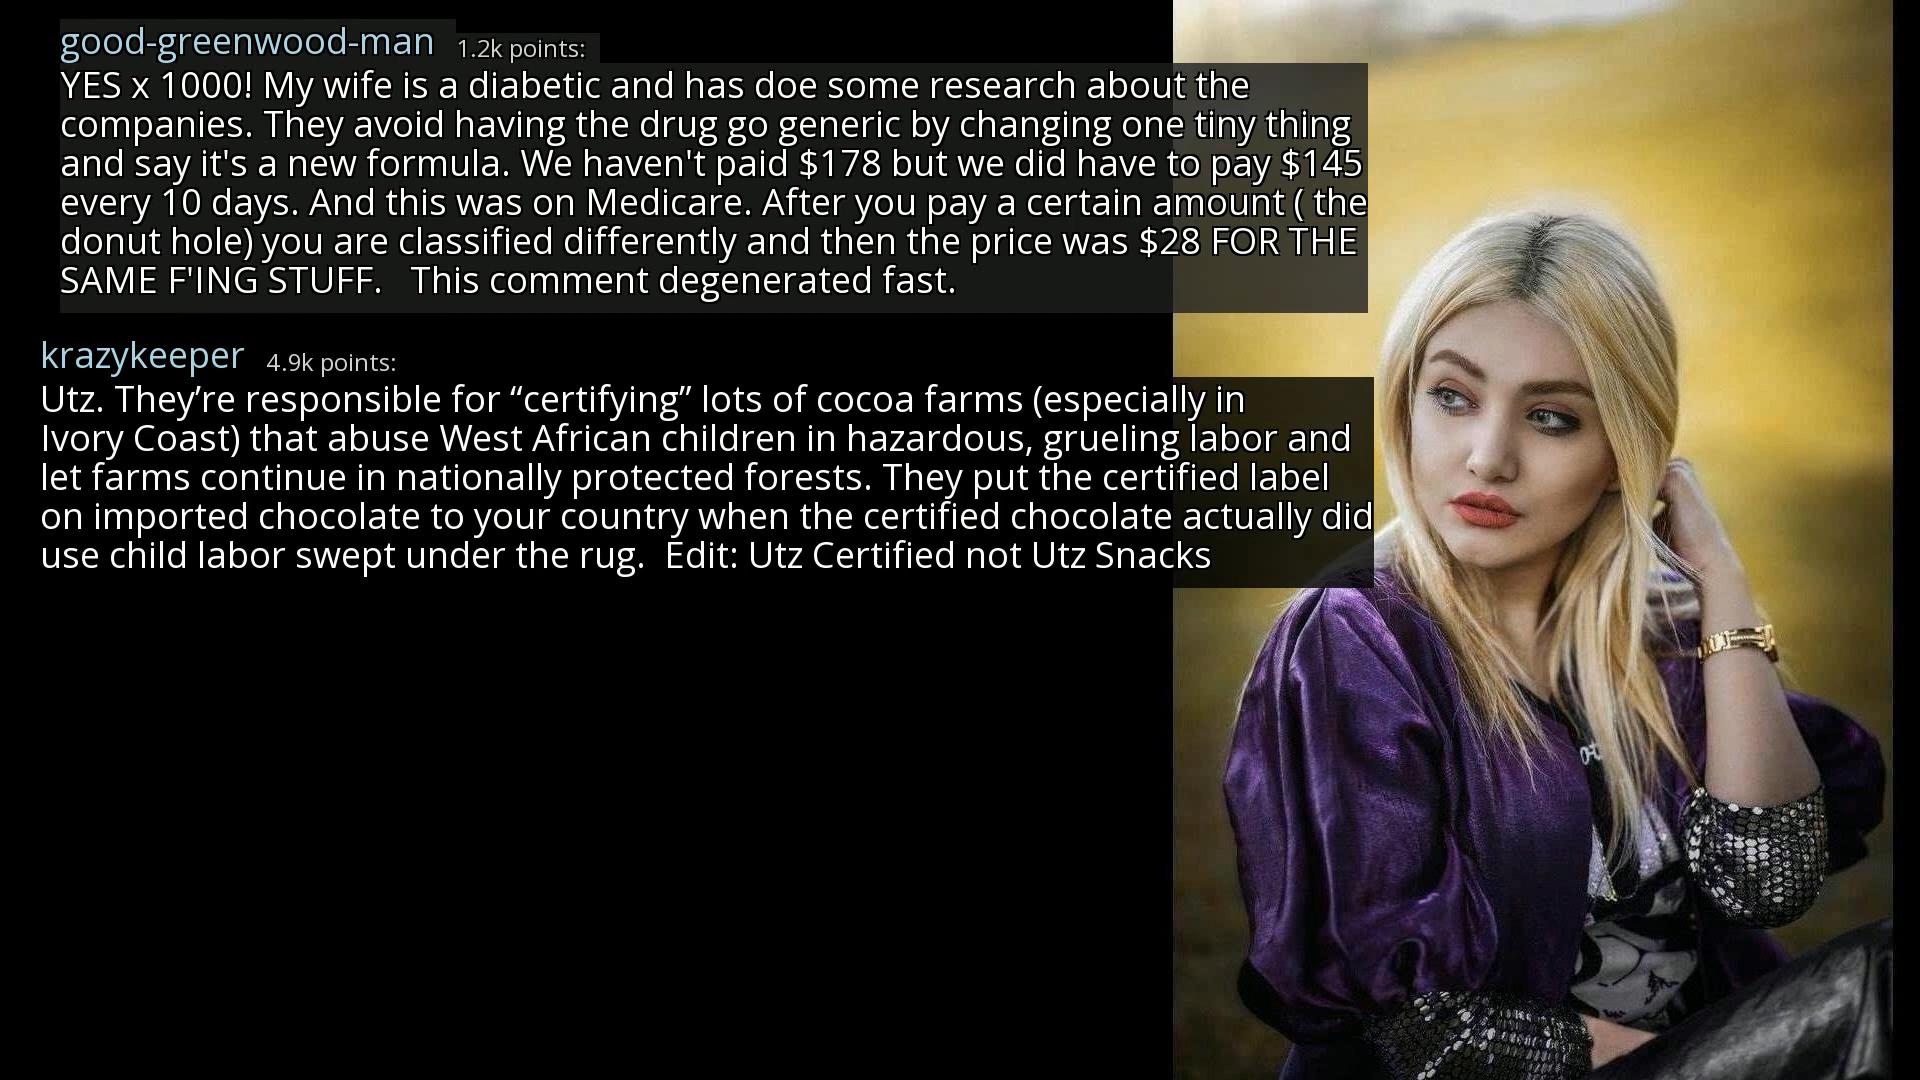 good-greenwood-man 1.2k points:
YES x 1000! My wife is a diabetic and has doe some research about the
companies. They avoid having the drug go generic by changing one tiny thing
and say it's a new formula. We haven't paid $178 but we did have to pay $145
every 10 days. And this was on Medicare. After you pay a certain amount ( the
donut hole) you are classified differently and then the price was $28 FOR THE
SAME F'ING STUFF.   This comment degenerated fast.
krazykeeper 4.9k points:
Utz. They’re responsible for “certifying” lots of cocoa farms (especially in
Ivory Coast) that abuse West African children in hazardous, grueling labor and
let farms continue in nationally protected forests. They put the certified label
on imported chocolate to your country when the certified chocolate actually did
use child labor swept under the rug.  Edit: Utz Certified not Utz Snacks